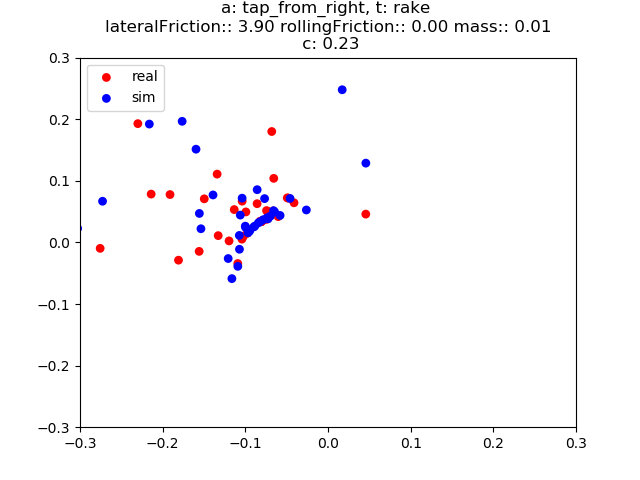 a: tap_from_right, t: rake
lateralFriction:: 3.90 rollingFriction:: 0.00 mass:: 0.01
c: 0.23
real
sim
0.3
0.2
0.1
0.0
−0.1
−0.2
−0.3
−0.3 −0.2 −0.1 0.0 0.1 0.2 0.3